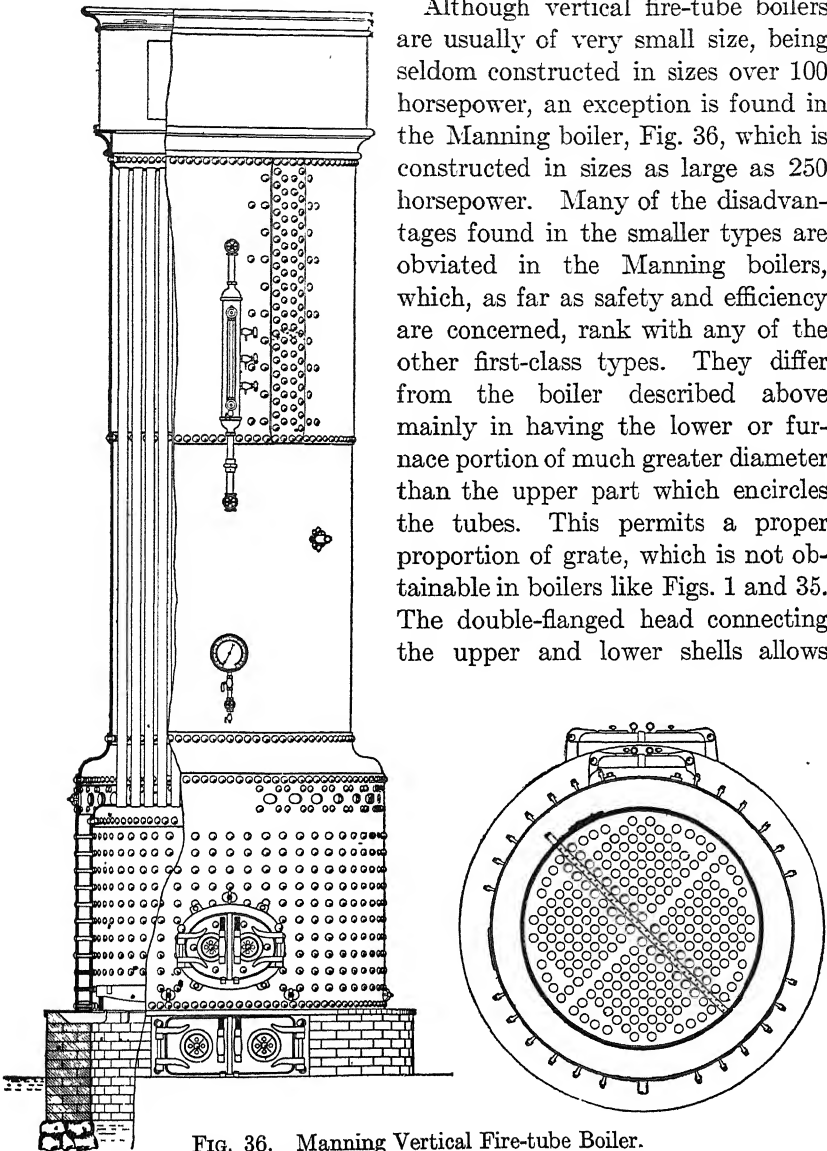 Although vertical fire-tube boilers
are usually of very small size, being
seldom constructed in sizes over 100
horsepower, an exception is found in
the Manning boiler, Fig. 36, which is
constructed in sizes as large as 250
horsepower. Many of the disadvan-
tages found in the smaller types are
obviated in the Manning boilers,
which, as far as safety and efficiency
are concerned, rank with any of the
other first-class types. They differ
from the boiler described above
mainly in having the lower or fur-
nace portion of much greater diameter
than the upper part which encircles
the tubes. This permits a proper
proportion of grate, which is not ob-
tainable in boilers like Figs. 1 and 35.
The double-flanged head connecting
the upper and lower shells allows
FIG. 36. Manning Vertical Fire-tube Boiler.